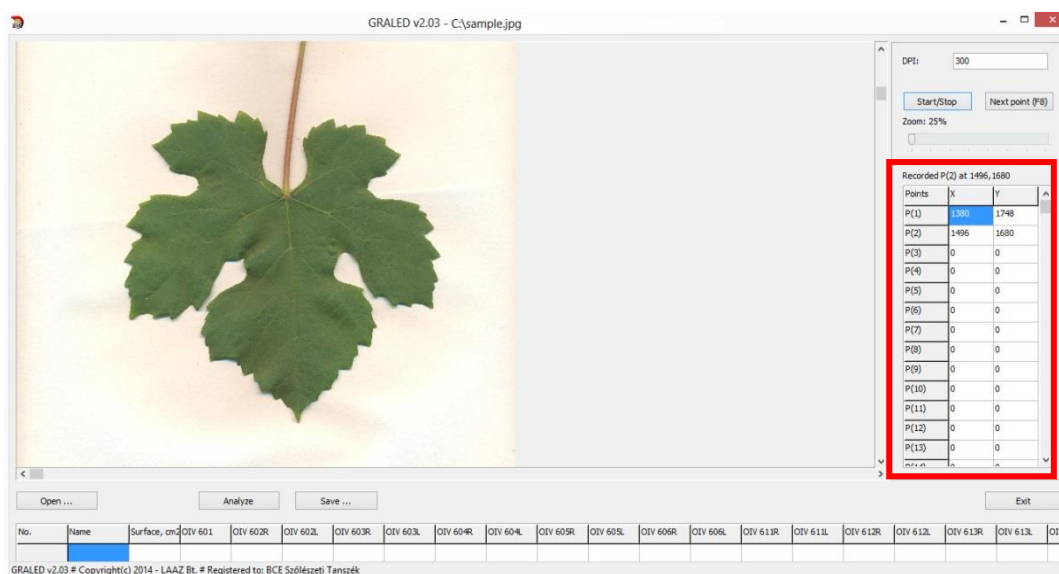 GRALED v2.03 - C:\sample.jpg
DPI: 300
Start/Stop Next point (F8)
Zoom: 25%
Recorded P(2) at 1496,1680
Points X Y
P(1) 1380 1748
P(2) 1496 1680
P(3) 0 0
P(4) 0 0
P(5) 0 0
P(6) 0 0
P(7) 0 0
P(8) 0 0
P(9) 0 0
P(10) 0 0
P(11) 0 0
P(12) 0 0
P(13) 0 0
Open ... Analyze Save ... Exit
No. Name Surface, cm2 OIV 601 OIV 602R OIV 602L OIV 603R OIV 603L OIV 604R OIV 604L OIV 605R OIV 605L OIV 606R OIV 606L OIV 611R OIV 611L OIV 612R OIV 612L OIV 613R OIV 613L OI
GRALED v2.03 # Copyright(c) 2014 - LAAZ Bt. # Registered to: BCE Szőlészeti Tanszék